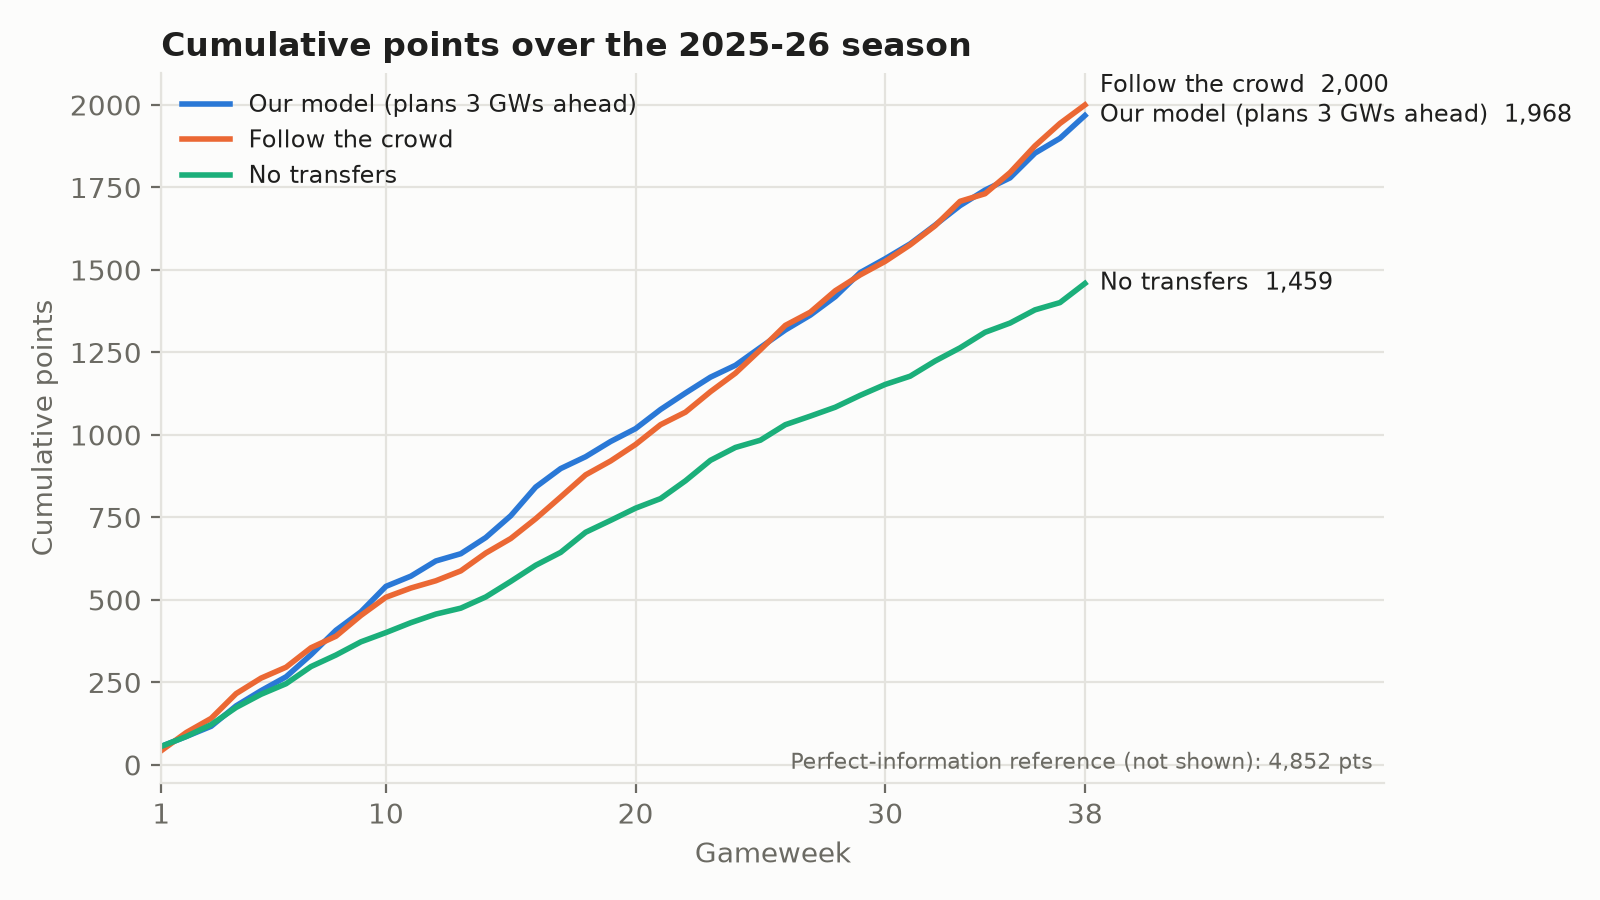 Cumulative points over the 2025-26 season
Our model (plans 3 GWs ahead)
Follow the crowd
No transfers
Follow the crowd  2,000
Our model (plans 3 GWs ahead)  1,968
No transfers  1,459
Cumulative points
2000
1750
1500
1250
1000
750
500
250
0
Perfect-information reference (not shown): 4,852 pts
1 10 20 30 38
Gameweek